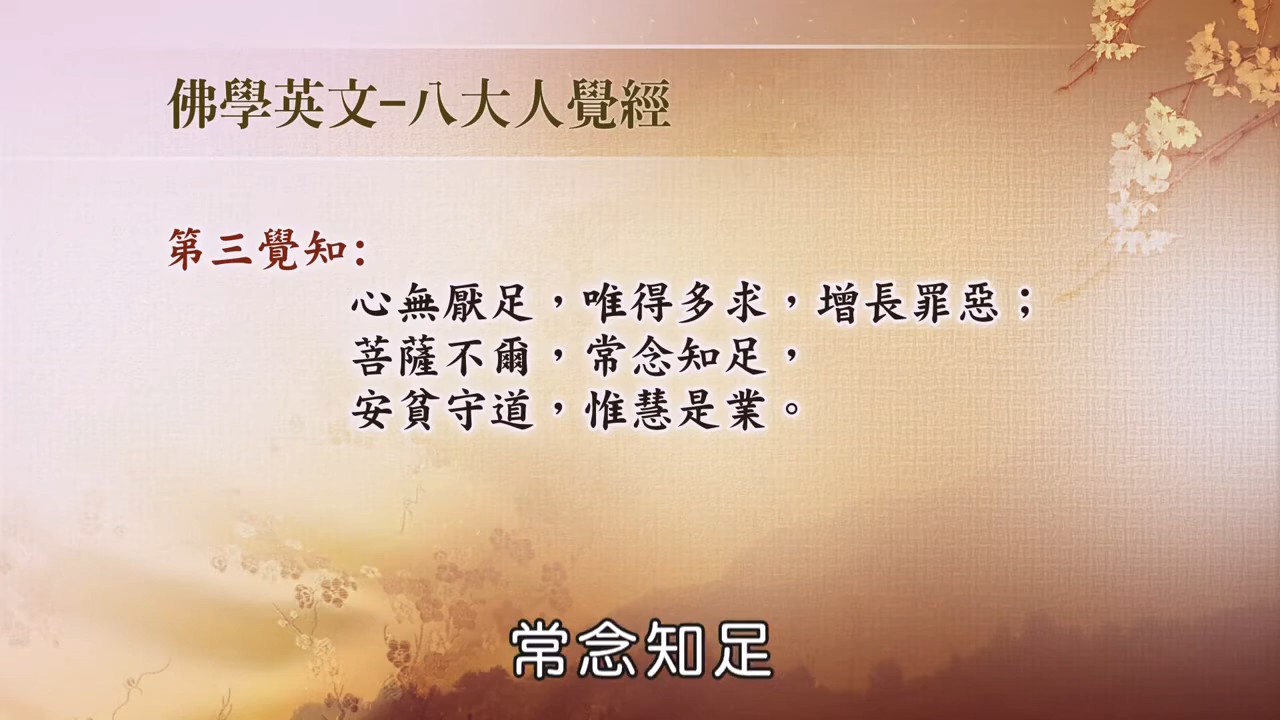 佛學英文-八大人覺經
第三覺知:
心無厭足，唯得多求，增長罪惡；
菩薩不爾，常念知足，
安貧守道，惟慧是業。
常念知足